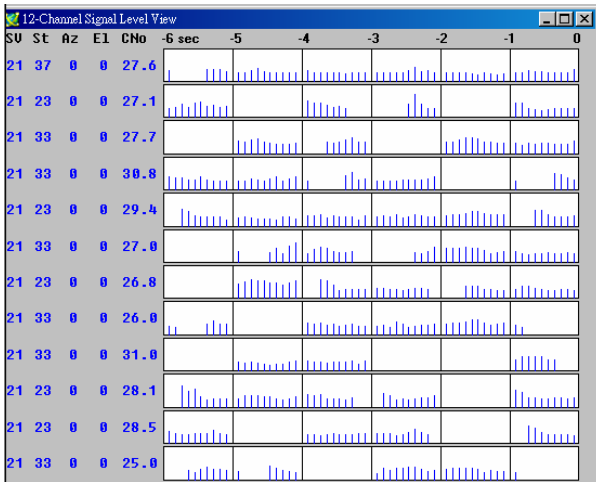 12-Channel Signal Level View
SV St Az El CNo -6 sec -5 -4 -3 -2 -1 0
21 37 0 0 27.6
21 23 0 0 27.1
21 33 0 0 27.7
21 33 0 0 30.8
21 23 0 0 29.4
21 33 0 0 27.0
21 23 0 0 26.8
21 33 0 0 26.0
21 33 0 0 31.0
21 23 0 0 28.1
21 23 0 0 28.5
21 33 0 0 25.0